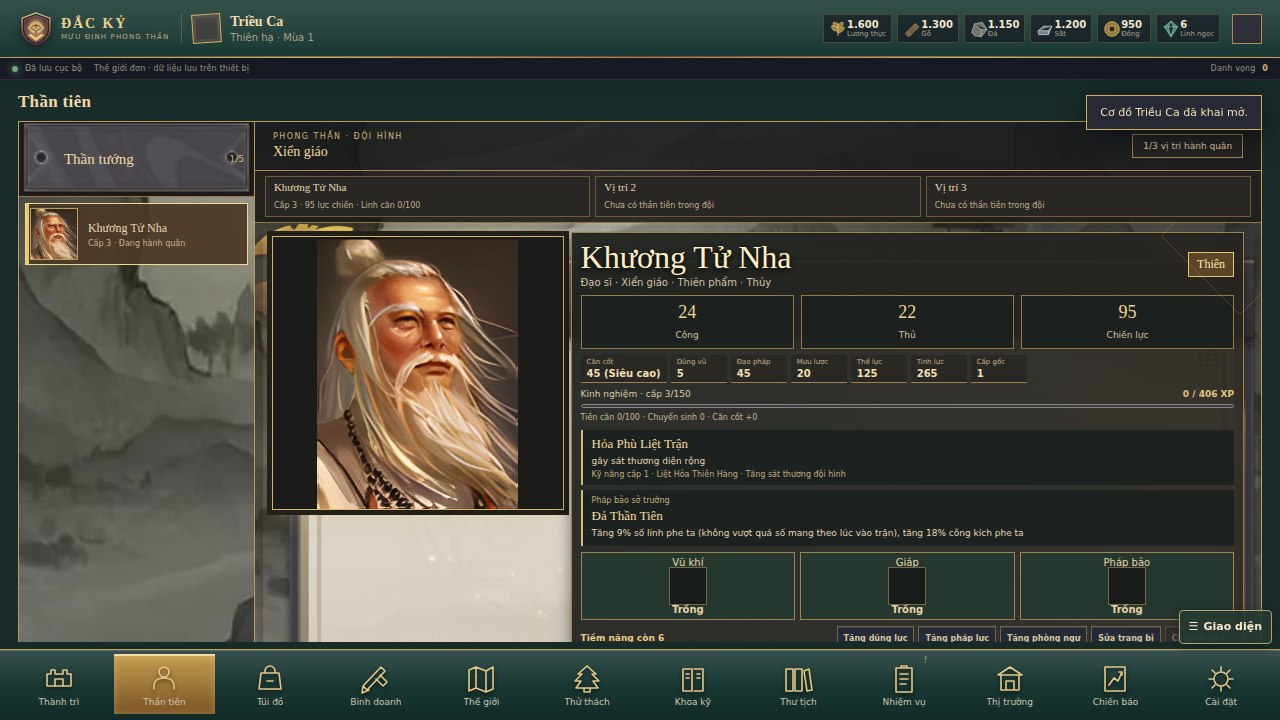 ĐẮC KỶ
MƯU ĐỊNH PHONG THẦN
Triều Ca
Thiên hạ · Mùa 1
1.600
Lương thực
1.300
Gỗ
1.150
Đá
1.200
Sắt
950
Đồng
6
Linh ngọc
Đã lưu cục bộ
Thế giới đơn · dữ liệu lưu trên thiết bị
Danh vọng 0
Thần tiên
Cơ đồ Triều Ca đã khai mở.
Thần tướng
1/5
PHONG THẦN · ĐỘI HÌNH
Xiển giáo
1/3 vị trí hành quân
Khương Tử Nha
Cấp 3 · 95 lực chiến · Linh căn 0/100
Vị trí 2
Chưa có thần tiên trong đội
Vị trí 3
Chưa có thần tiên trong đội
Khương Tử Nha
Cấp 3 · Đang hành quân
Khương Tử Nha
Đạo sĩ · Xiển giáo · Thiên phẩm · Thủy
Thiên
24
Công
22
Thủ
95
Chiến lực
Căn cốt
45 (Siêu cao)
Dũng vũ
5
Đạo pháp
45
Mưu lược
20
Thể lực
125
Tinh lực
265
Cấp gốc
1
Kinh nghiệm · cấp 3/150
0 / 406 XP
Tiên căn 0/100 · Chuyển sinh 0 · Căn cốt +0
Hỏa Phù Liệt Trận
gây sát thương diện rộng
Kỹ năng cấp 1 · Liệt Hỏa Thiên Hàng · Tăng sát thương đội hình
Pháp bảo sở trường
Đả Thần Tiên
Tăng 9% số lính phe ta (không vượt quá số mang theo lúc vào trận), tăng 18% công kích phe ta
Vũ khí
Trống
Giáp
Trống
Pháp bảo
Trống
Tiềm năng còn 6
Tăng dũng lực
Tăng pháp lực
Tăng phòng ngự
Sửa trang bị
☰ Giao diện
Thành trì
Thần tiên
Túi đồ
Binh doanh
Thế giới
Thử thách
Khoa kỹ
Thư tịch
!
Nhiệm vụ
Thị trường
Chiến báo
Cài đặt